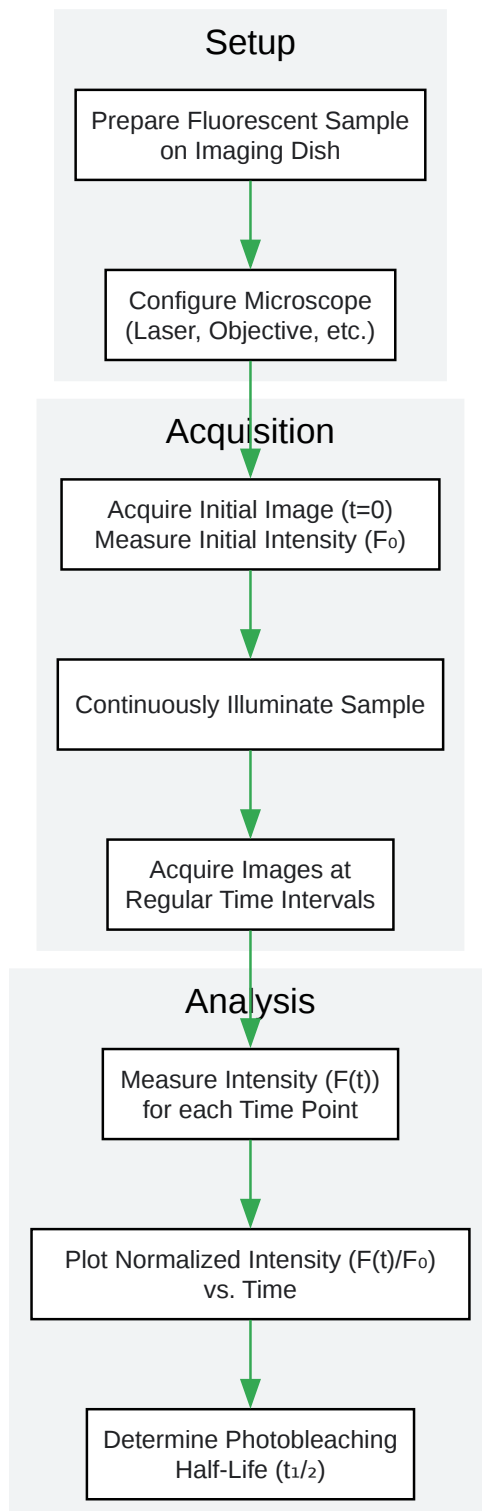 Setup
Prepare Fluorescent Sample
on Imaging Dish
Configure Microscope
(Laser, Objective, etc.)
Acquisition
Acquire Initial Image (t=0)
Measure Initial Intensity (F₀)
Continuously Illuminate Sample
Acquire Images at
Regular Time Intervals
Analysis
Measure Intensity (F(t))
for each Time Point
Plot Normalized Intensity (F(t)/F₀)
vs. Time
Determine Photobleaching
Half-Life (t₁/₂)